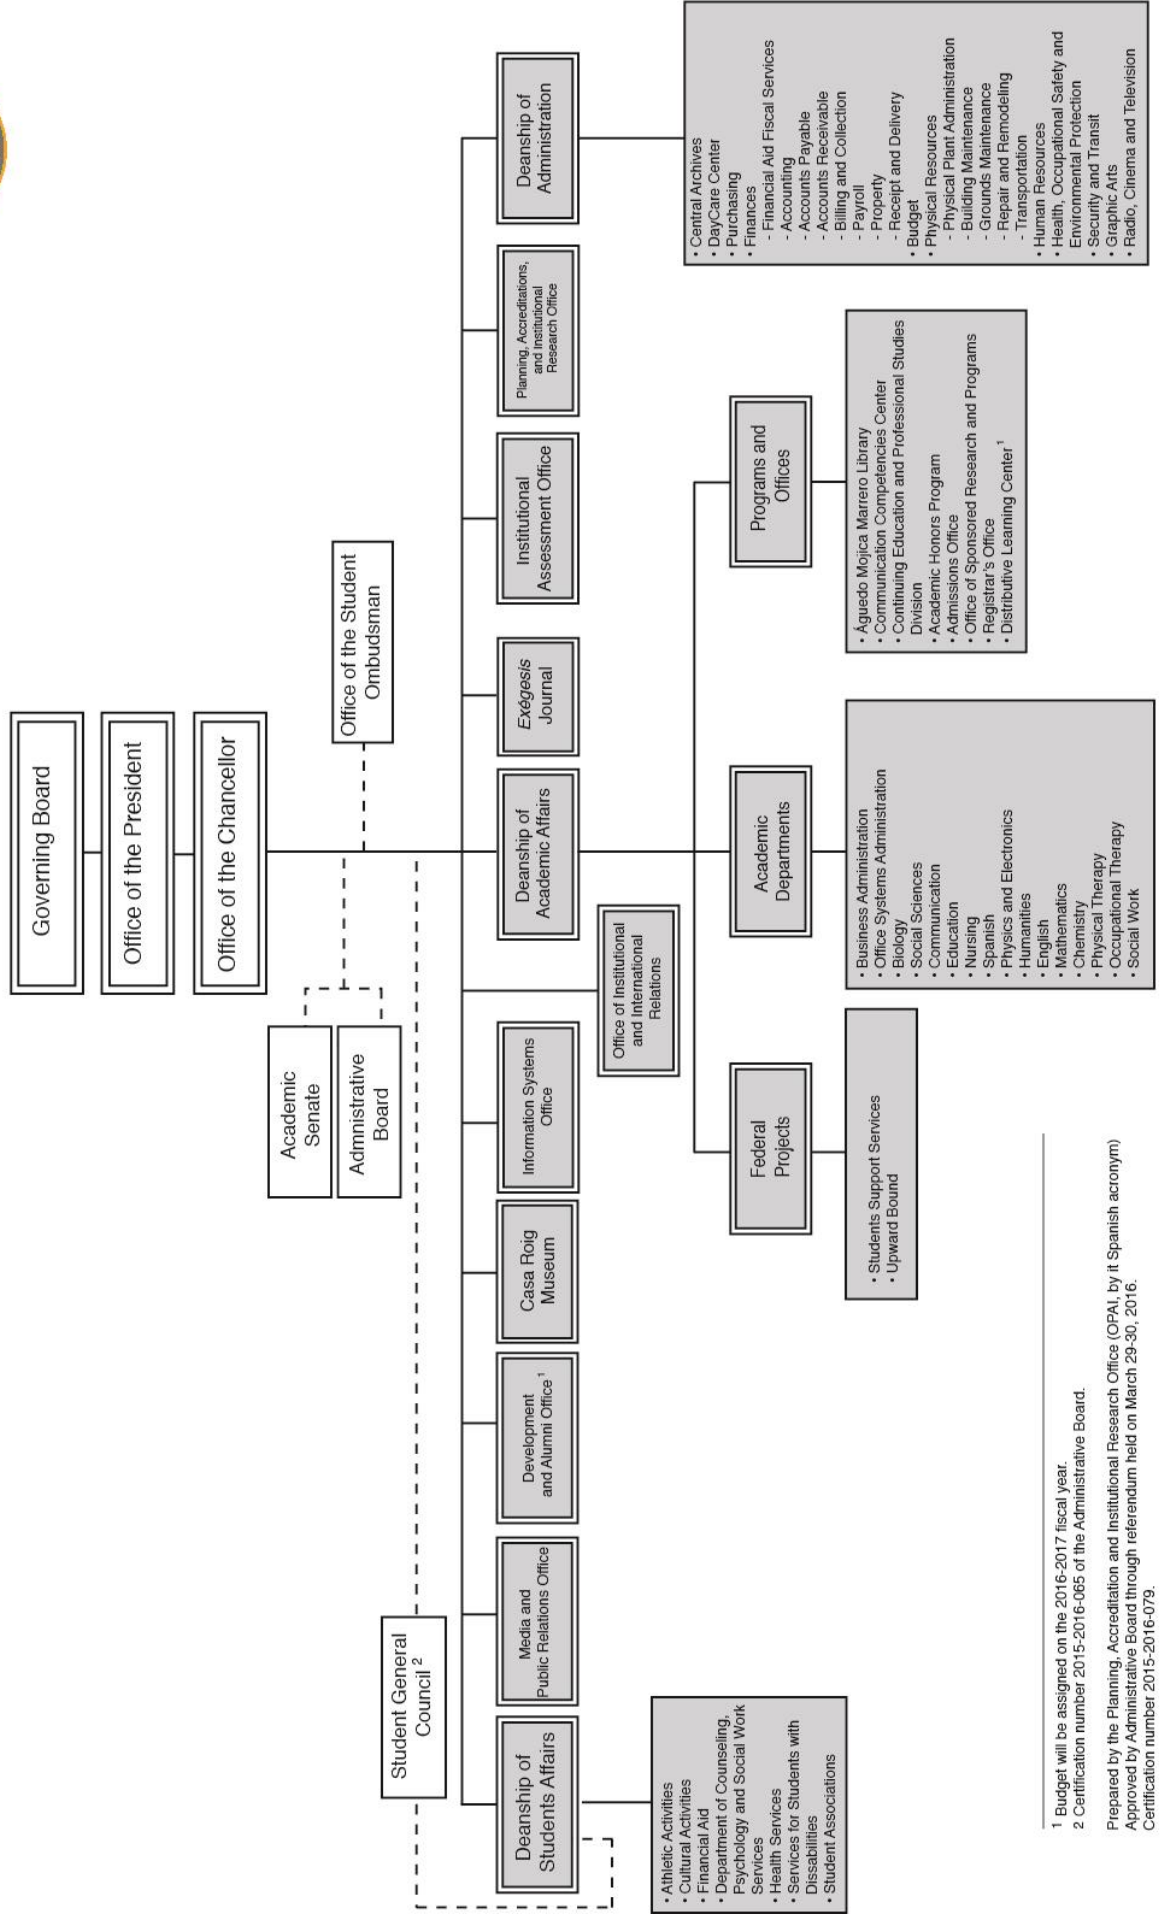 Governing Board
Office of the President
Office of the Chancellor
Academic
Senate
Admnistrative
Board
Office of the Student
Ombudsman
Student General
Council 2
Deanship of
Students Affairs
Media and
Public Relations Office
Development
and Alumni Office 1
Casa Roig
Museum
Information Systems
Office
Office of Institutional
and International
Relations
Deanship of
Academic Affairs
Exégesis
Journal
Institutional
Assessment Office
Planning, Accreditations,
and Institutional
Research Office
Deanship of
Administration
• Athletic Activities
• Cultural Activities
• Financial Aid
• Department of Counseling,
Psychology and Social Work
Services
• Health Services
• Services for Students with
Dissabilities
• Student Associations
Federal
Projects
• Students Support Services
• Upward Bound
Academic
Departments
• Business Administration
• Office Systems Administration
• Biology
• Social Sciences
• Communication
• Education
• Nursing
• Spanish
• Physics and Electronics
• Humanities
• English
• Mathematics
• Chemistry
• Physical Therapy
• Occupational Therapy
• Social Work
Programs and
Offices
• Águedo Mojica Marrero Library
• Communication Competencies Center
• Continuing Education and Professional Studies
Division
• Academic Honors Program
• Admissions Office
• Office of Sponsored Research and Programs
• Registrar's Office
• Distributive Learning Center 1
• Central Archives
• DayCare Center
• Purchasing
• Finances
- Financial Aid Fiscal Services
- Accounting
- Accounts Payable
- Accounts Receivable
- Billing and Collection
- Payroll
- Property
- Receipt and Delivery
• Budget
• Physical Resources
- Physical Plant Administration
- Building Maintenance
- Grounds Maintenance
- Repair and Remodeling
- Transportation
• Human Resources
• Health, Occupational Safety and
Environmental Protection
• Security and Transit
• Graphic Arts
• Radio, Cinema and Television
1 Budget will be assigned on the 2016-2017 fiscal year.
2 Certification number 2015-2016-065 of the Administrative Board.
Prepared by the Planning, Accreditation and Institutional Research Office (OPAI, by it Spanish acronym)
Approved by Administrative Board through referendum held on March 29-30, 2016.
Certification number 2015-2016-079.